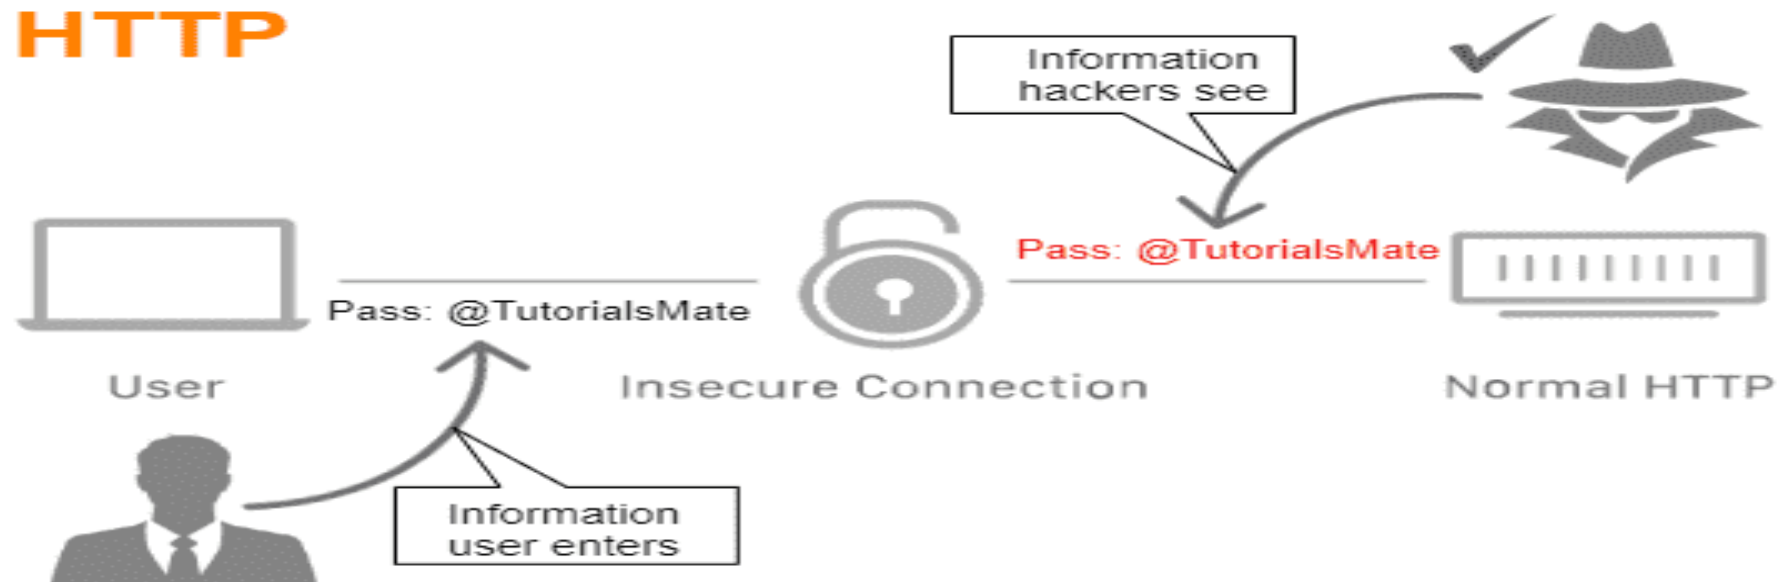 HTTP
Information
hackers see
Pass: @TutorialsMate
Pass: @TutorialsMate
User
Insecure Connection
Normal HTTP
Information
user enters